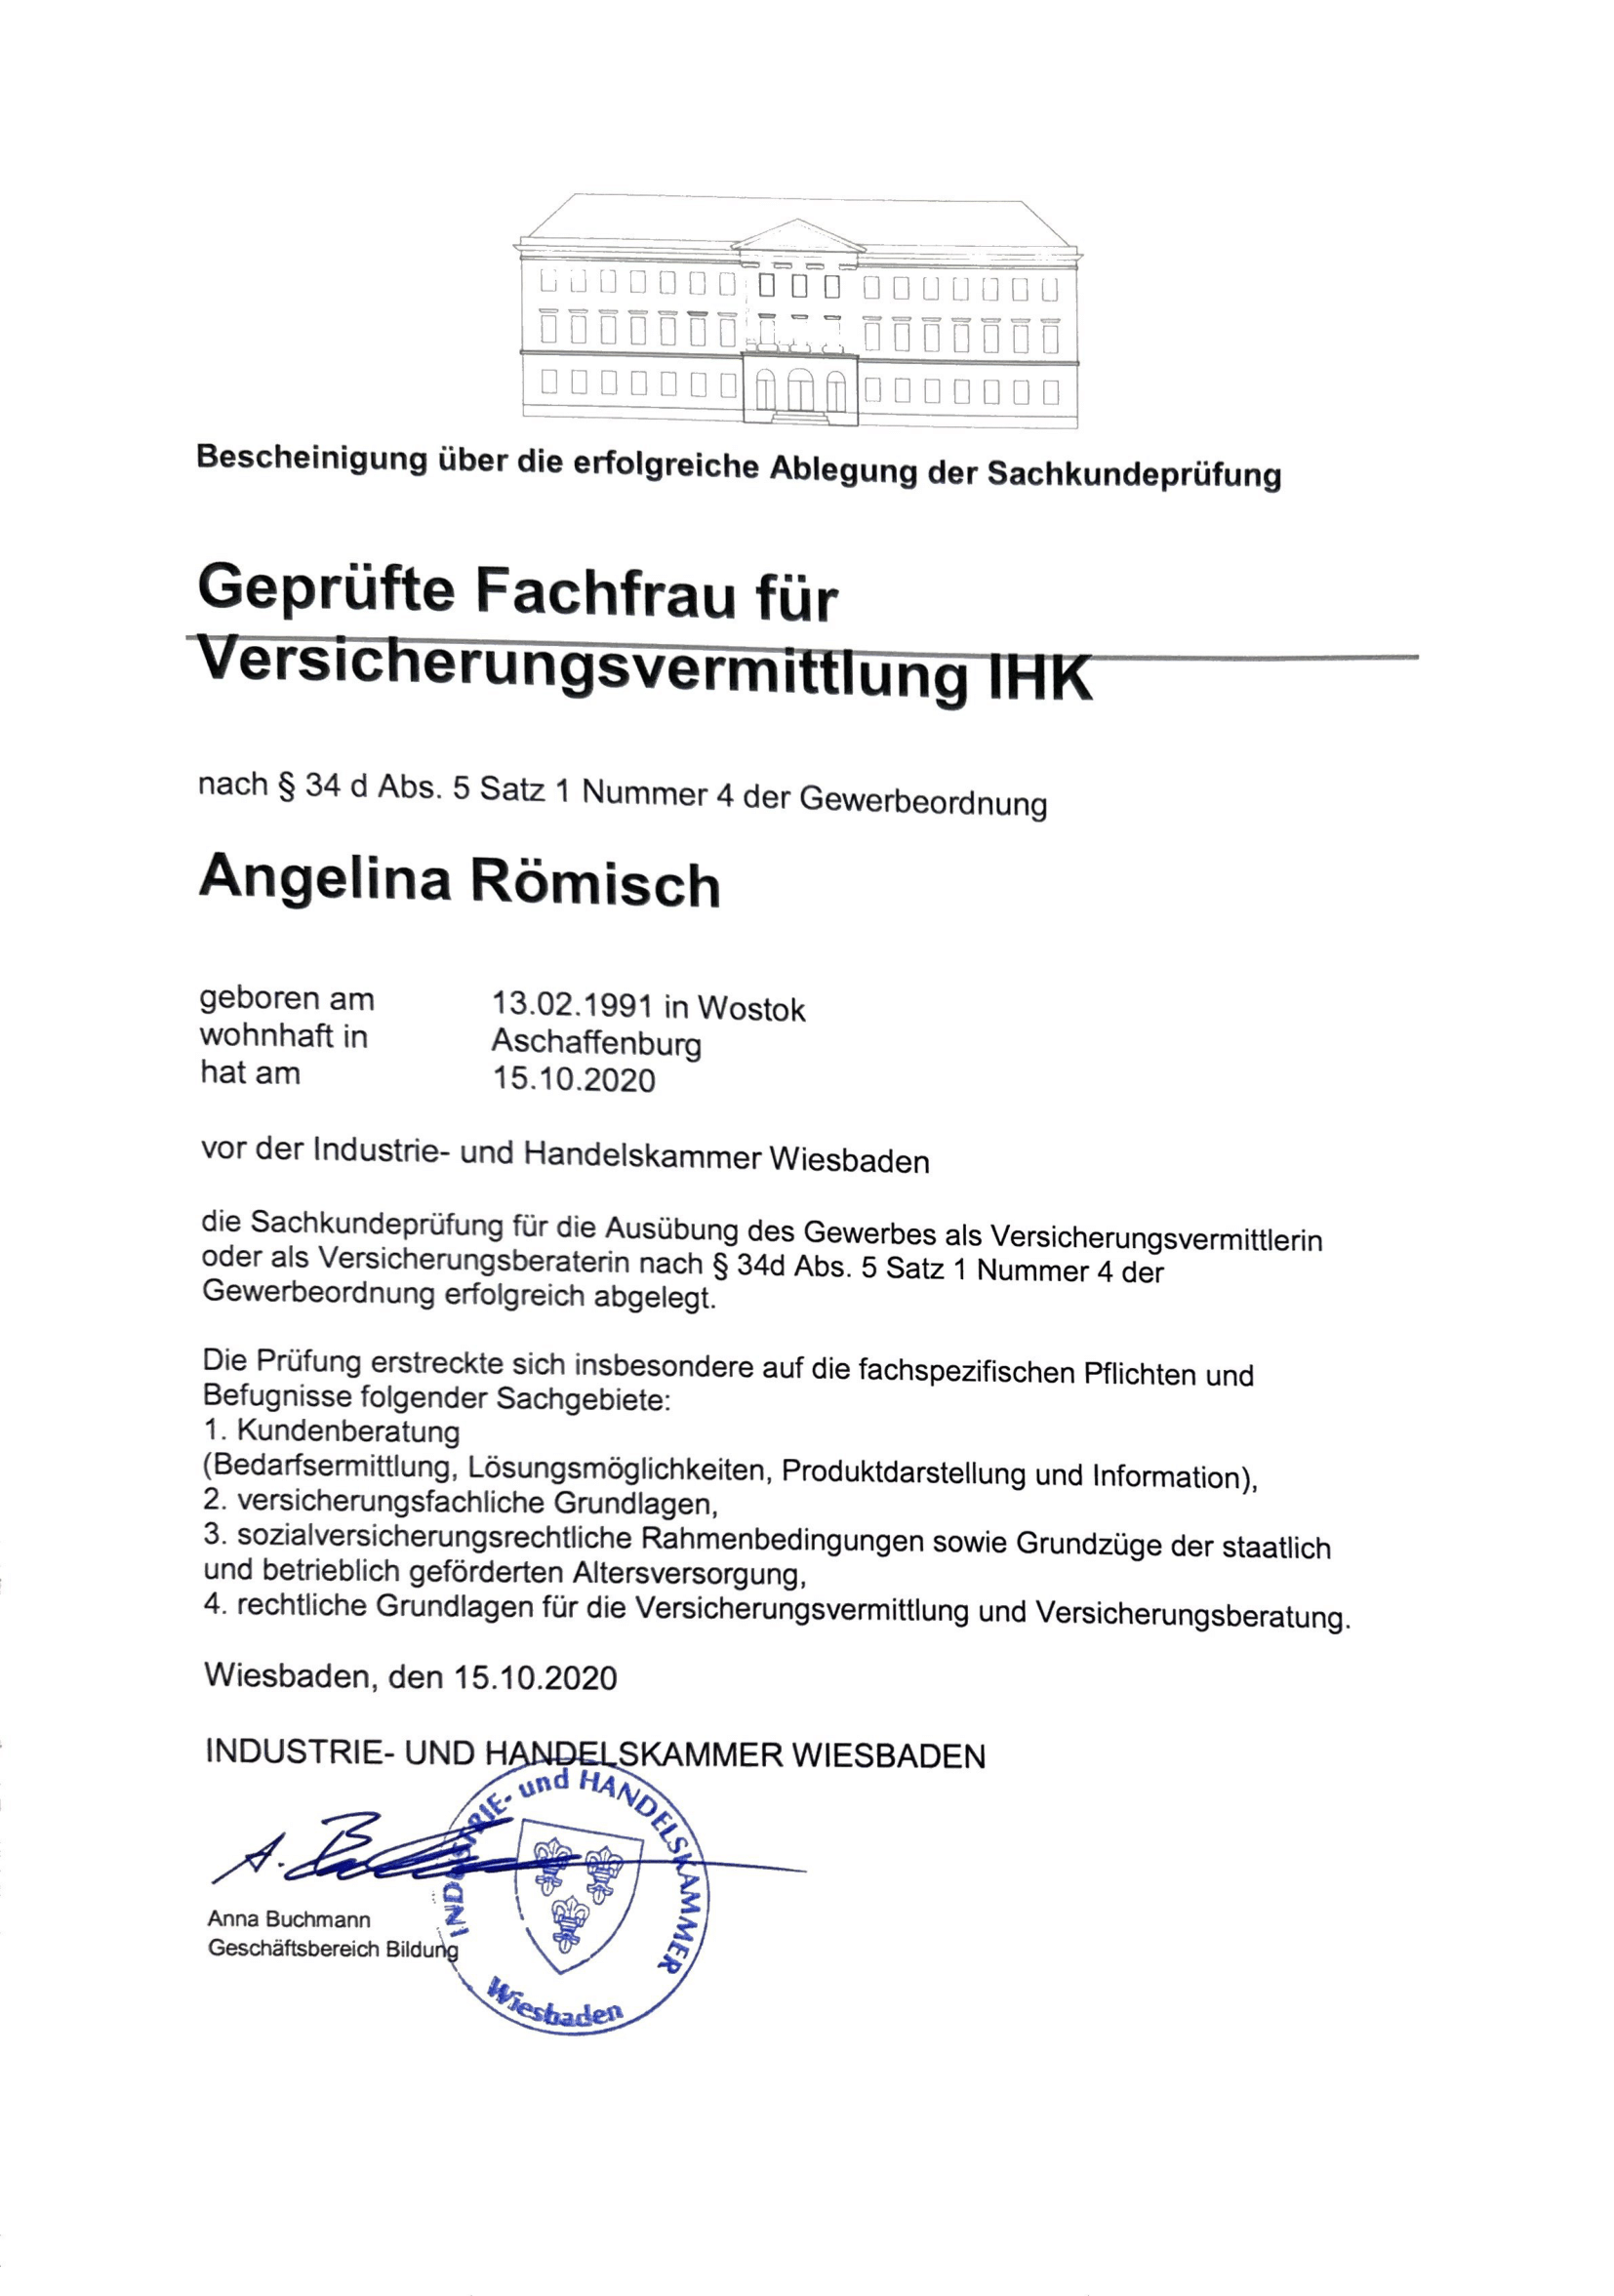 Bescheinigung über die erfolgreiche Ablegung der Sachkundeprüfung
Geprüfte Fachfrau für
Versicherungsvermittlung IHK
nach § 34 d Abs. 5 Satz 1 Nummer 4 der Gewerbeordnung
Angelina Römisch
geboren am 13.02.1991 in Wostok
wohnhaft in Aschaffenburg
hat am 15.10.2020
vor der Industrie- und Handelskammer Wiesbaden
die Sachkundeprüfung für die Ausübung des Gewerbes als Versicherungsvermittlerin
oder als Versicherungsberaterin nach § 34d Abs. 5 Satz 1 Nummer 4 der
Gewerbeordnung erfolgreich abgelegt.
Die Prüfung erstreckte sich insbesondere auf die fachspezifischen Pflichten und
Befugnisse folgender Sachgebiete:
1. Kundenberatung
(Bedarfsermittlung, Lösungsmöglichkeiten, Produktdarstellung und Information),
2. versicherungsfachliche Grundlagen,
3. sozialversicherungsrechtliche Rahmenbedingungen sowie Grundzüge der staatlich
und betrieblich geförderten Altersversorgung,
4. rechtliche Grundlagen für die Versicherungsvermittlung und Versicherungsberatung.
Wiesbaden, den 15.10.2020
INDUSTRIE- UND HANDELSKAMMER WIESBADEN
INDUSTRIE- und HANDELSKAMMER
Wiesbaden
A.
Anna Buchmann
Geschäftsbereich Bildung